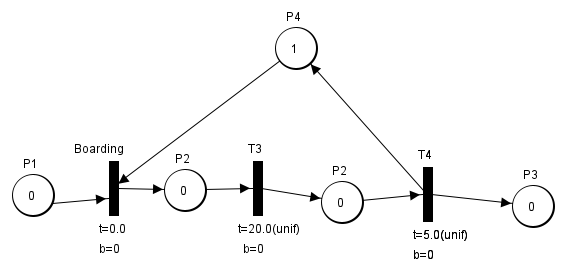 P4
1
Boarding
T3
T4
P1
P2
P2
P3
0
0
0
0
t=0.0
b=0
t=20.0(unif)
b=0
t=5.0(unif)
b=0